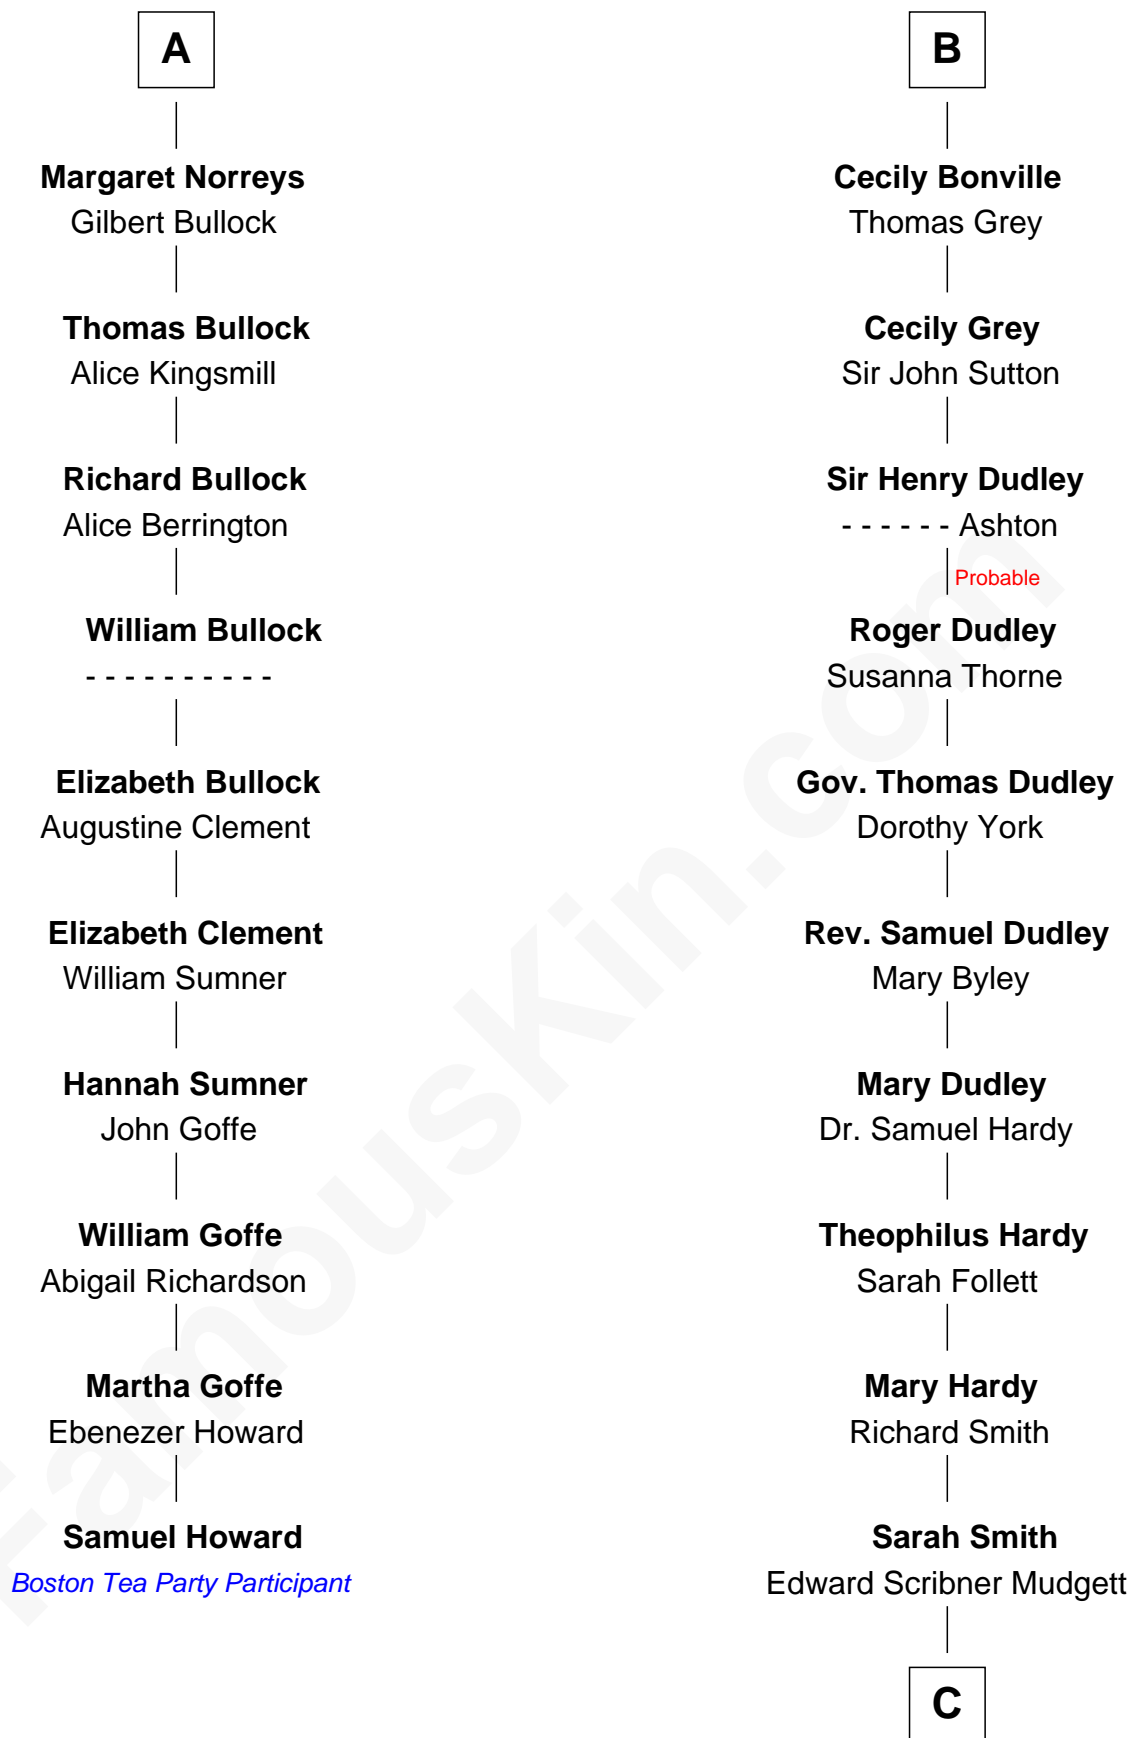 A
Margaret Norreys
Gilbert Bullock
Thomas Bullock
Alice Kingsmill
Richard Bullock
Alice Berrington
William Bullock
- - - - - - - - - -
Elizabeth Bullock
Augustine Clement
Elizabeth Clement
William Sumner
Hannah Sumner
John Goffe
William Goffe
Abigail Richardson
Martha Goffe
Ebenezer Howard
Samuel Howard
Boston Tea Party Participant
B
Cecily Bonville
Thomas Grey
Cecily Grey
Sir John Sutton
Sir Henry Dudley
- - - - - - Ashton
Probable
Roger Dudley
Susanna Thorne
Gov. Thomas Dudley
Dorothy York
Rev. Samuel Dudley
Mary Byley
Mary Dudley
Dr. Samuel Hardy
Theophilus Hardy
Sarah Follett
Mary Hardy
Richard Smith
Sarah Smith
Edward Scribner Mudgett
C
FamousKin.com